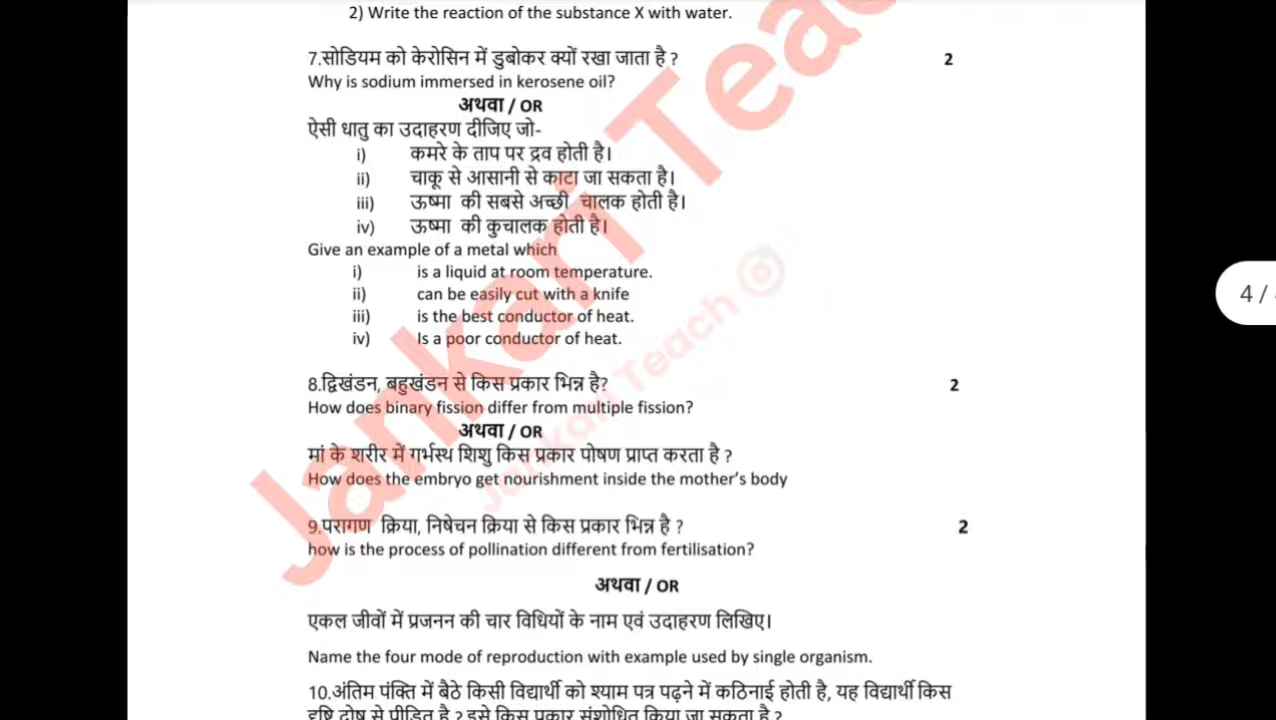 2) Write the reaction of the substance X with water.
7.सोडियम को केरोसिन में डुबोकर क्यों रखा जाता है ? 2
Why is sodium immersed in kerosene oil?
अथवा / OR
ऐसी धातु का उदाहरण दीजिए जो-
i) कमरे के ताप पर द्रव होती है।
ii) चाकू से आसानी से काटा जा सकता है।
iii) ऊष्मा की सबसे अच्छी चालक होती है।
iv) ऊष्मा की कुचालक होती है।
Give an example of a metal which
i) is a liquid at room temperature.
ii) can be easily cut with a knife
iii) is the best conductor of heat.
iv) Is a poor conductor of heat.
4 /
8.द्विखंडन, बहुखंडन से किस प्रकार भिन्न है? 2
How does binary fission differ from multiple fission?
अथवा / OR
मां के शरीर में गर्भस्थ शिशु किस प्रकार पोषण प्राप्त करता है ?
How does the embryo get nourishment inside the mother's body
9.परागण क्रिया, निषेचन क्रिया से किस प्रकार भिन्न है ? 2
how is the process of pollination different from fertilisation?
अथवा / OR
एकल जीवों में प्रजनन की चार विधियों के नाम एवं उदाहरण लिखिए।
Name the four mode of reproduction with example used by single organism.
10.अंतिम पंक्ति में बैठे किसी विद्यार्थी को श्याम पत्र पढ़ने में कठिनाई होती है, यह विद्यार्थी किस
दृष्टि दोष से पीड़ित है ? इसे किस प्रकार संशोधित किया जा सकता है ?
Jankari Teac
Jankari Teach